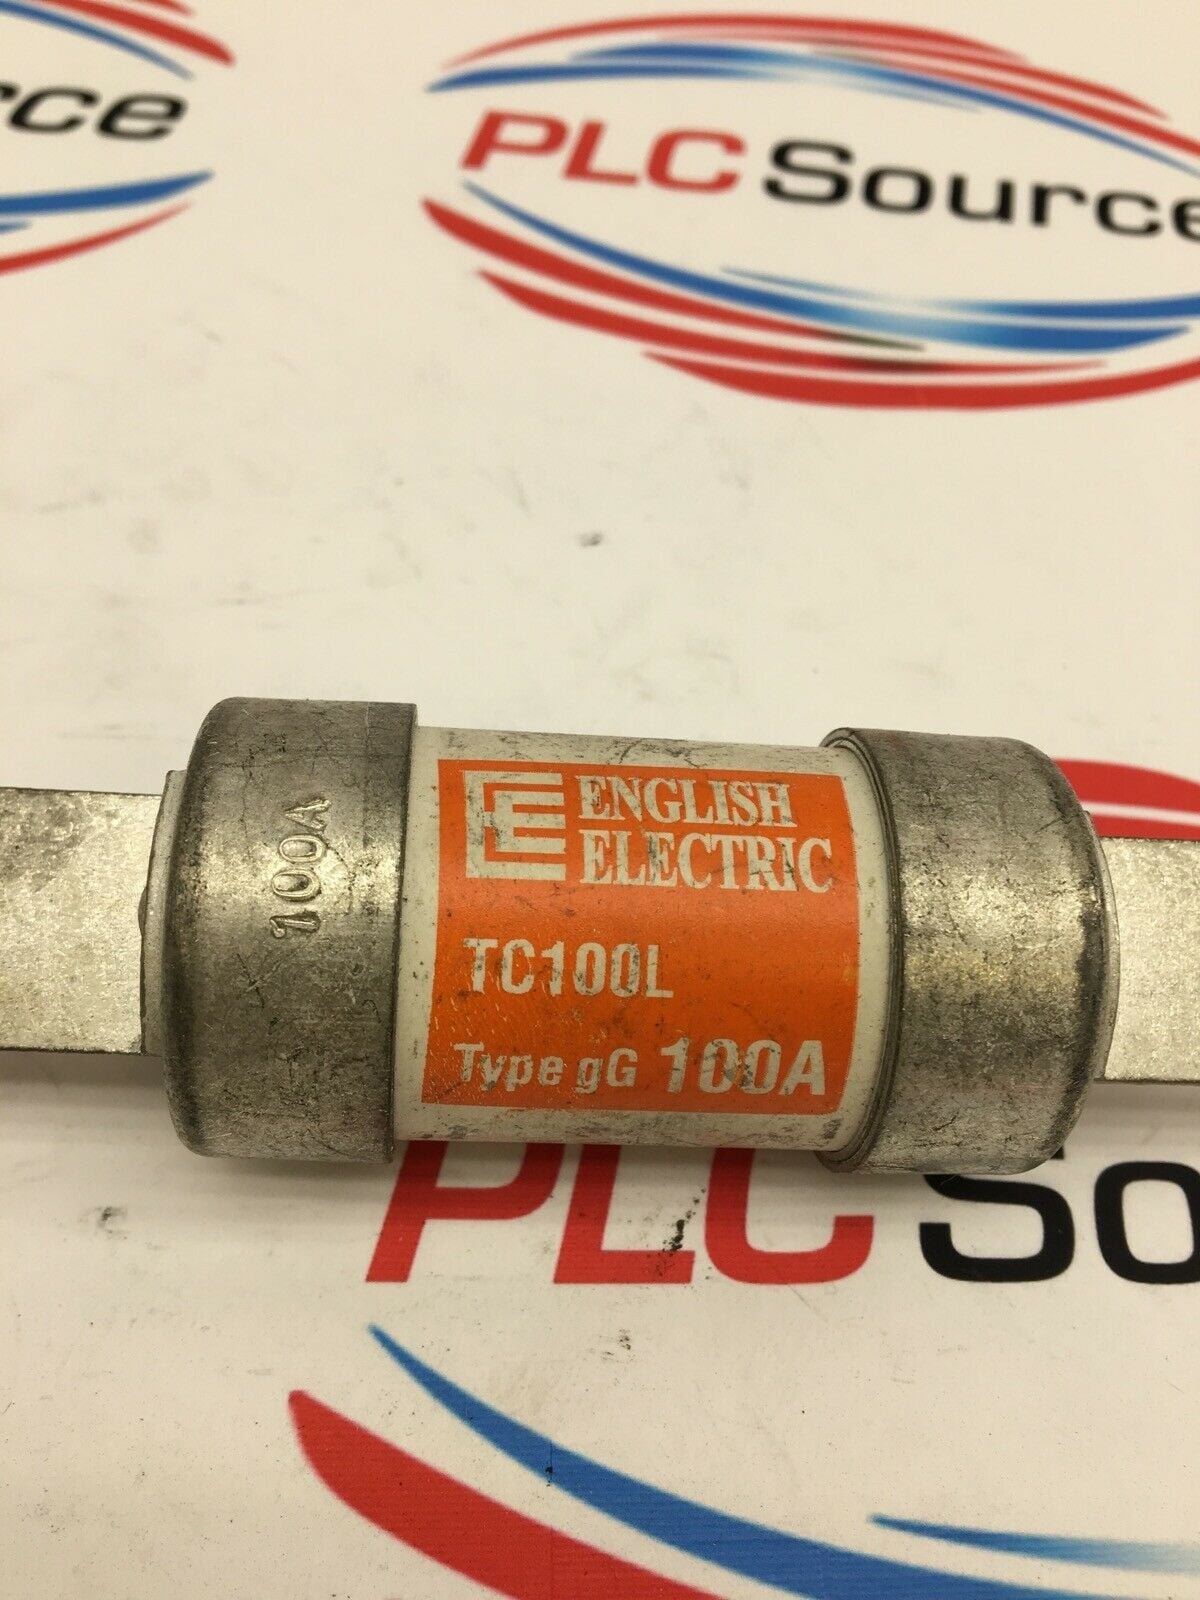 rce
PLC Source
100A
ENGLISH
ELECTRIC
TC100L
Type gG 100A
PLC So